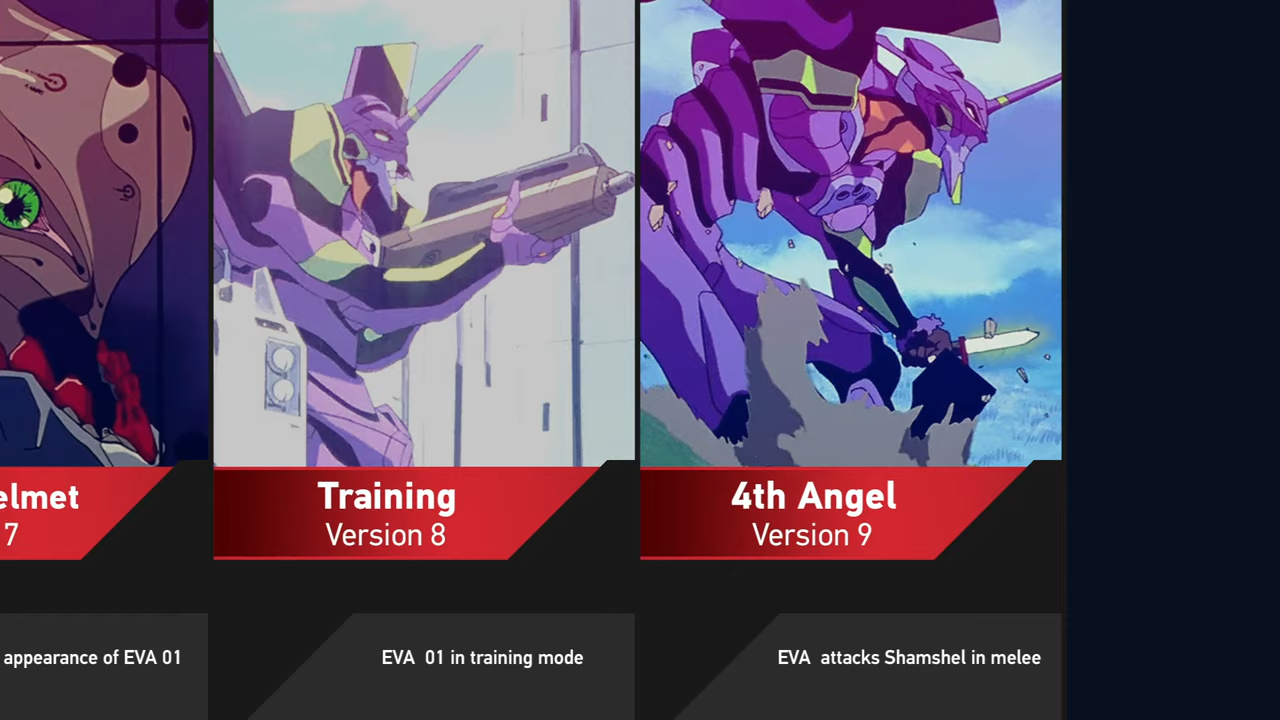 elmet
7
appearance of EVA 01
Training
Version 8
EVA  01 in training mode
4th Angel
Version 9
EVA  attacks Shamshel in melee